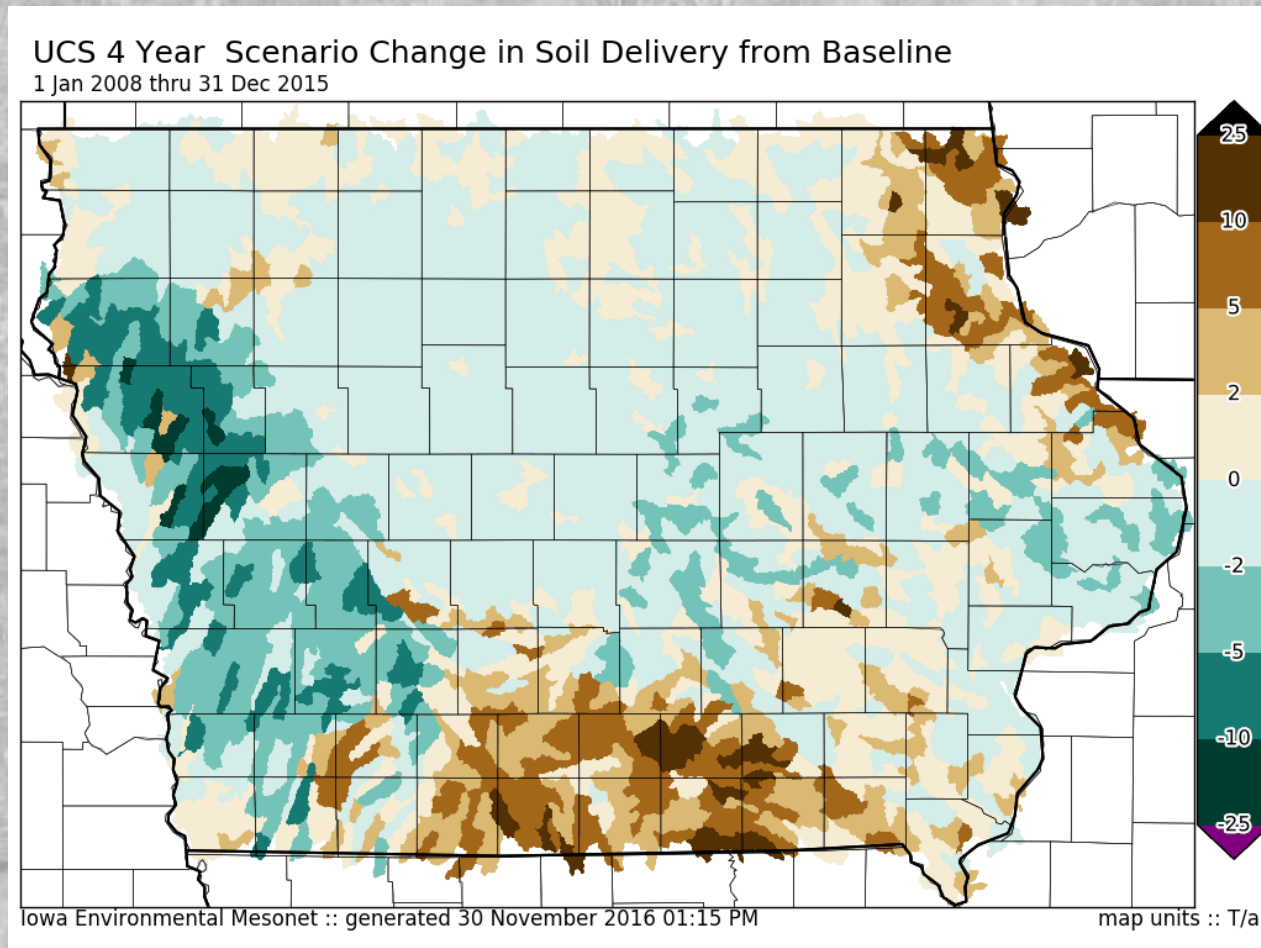 UCS 4 Year  Scenario Change in Soil Delivery from Baseline
1 Jan 2008 thru 31 Dec 2015
25
10
5
2
0
-2
-5
-10
-25
Iowa Environmental Mesonet :: generated 30 November 2016 01:15 PM
map units :: T/a